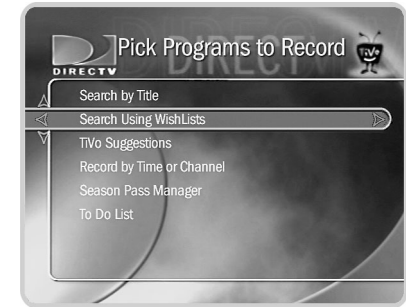 Pick Programs to Record
DIRECTV
TiVo
Search by Title
Search Using WishLists
TiVo Suggestions
Record by Time or Channel
Season Pass Manager
To Do List